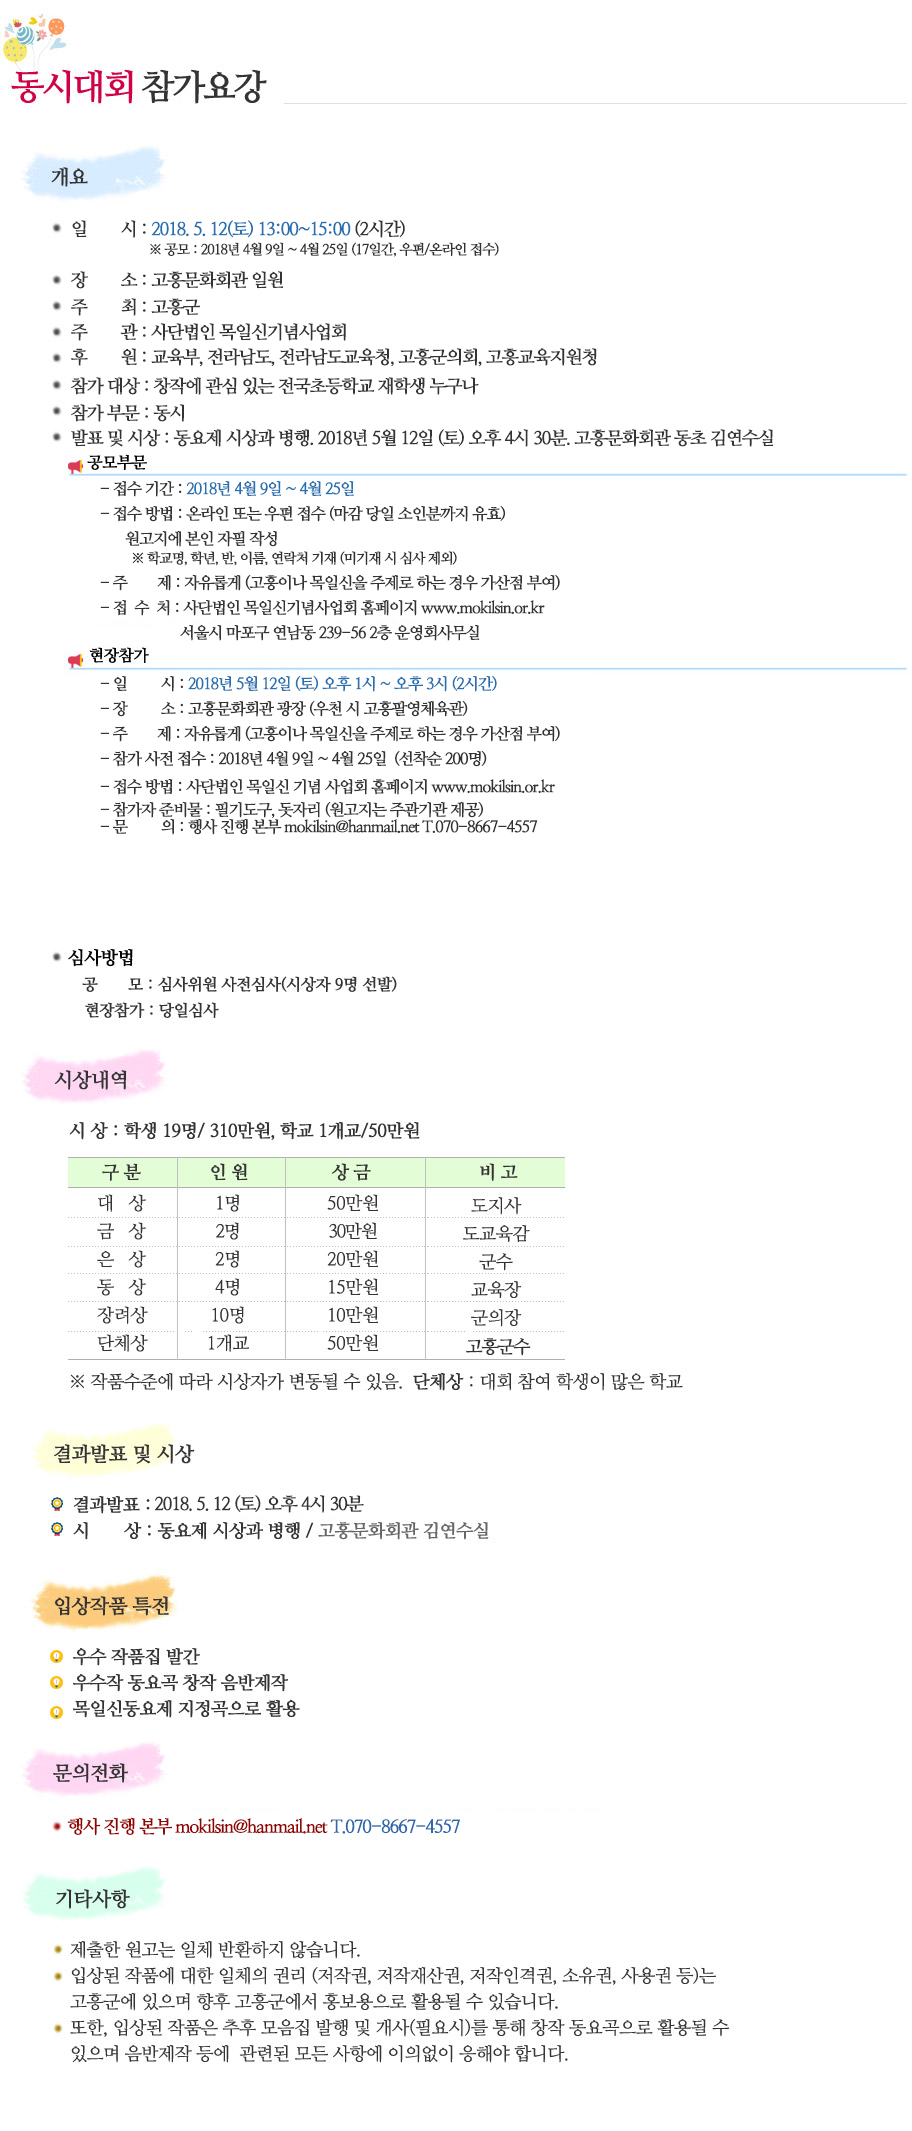 동시대회 참가요강
개요
일 시 : 2018. 5. 12(토) 13:00~15:00 (2시간)
※ 공모 : 2018년 4월 9일 ~ 4월 25일 (17일간, 우편/온라인 접수)
장 소 : 고흥문화회관 일원
주 최 : 고흥군
주 관 : 사단법인 목일신기념사업회
후 원 : 교육부, 전라남도, 전라남도교육청, 고흥군의회, 고흥교육지원청
참가 대상 : 창작에 관심 있는 전국초등학교 재학생 누구나
참가 부문 : 동시
발표 및 시상 : 동요제 시상과 병행. 2018년 5월 12일 (토) 오후 4시 30분. 고흥문화회관 동초 김연수실
공모부문
- 접수 기간 : 2018년 4월 9일 ~ 4월 25일
- 접수 방법 : 온라인 또는 우편 접수 (마감 당일 소인분까지 유효)
원고지에 본인 자필 작성
※ 학교명, 학년, 반, 이름, 연락처 기재 (미기재 시 심사 제외)
- 주 제 : 자유롭게 (고흥이나 목일신을 주제로 하는 경우 가산점 부여)
- 접 수 처 : 사단법인 목일신기념사업회 홈페이지 www.mokilsin.or.kr
서울시 마포구 연남동 239-56 2층 운영회사무실
현장참가
- 일 시 : 2018년 5월 12일 (토) 오후 1시 ~ 오후 3시 (2시간)
- 장 소 : 고흥문화회관 광장 (우천 시 고흥팔영체육관)
- 주 제 : 자유롭게 (고흥이나 목일신을 주제로 하는 경우 가산점 부여)
- 참가 사전 접수 : 2018년 4월 9일 ~ 4월 25일 (선착순 200명)
- 접수 방법 : 사단법인 목일신 기념 사업회 홈페이지 www.mokilsin.or.kr
- 참가자 준비물 : 필기도구, 돗자리 (원고지는 주관기관 제공)
- 문 의 : 행사 진행 본부 mokilsin@hanmail.net T.070-8667-4557
심사방법
공 모 : 심사위원 사전심사(시상자 9명 선발)
현장참가 : 당일심사
시상내역
시 상 : 학생 19명/ 310만원, 학교 1개교/50만원
구 분 인 원 상 금 비 고
대 상 1명 50만원 도지사
금 상 2명 30만원 도교육감
은 상 2명 20만원 군수
동 상 4명 15만원 교육장
장려상 10명 10만원 군의장
단체상 1개교 50만원 고흥군수
※ 작품수준에 따라 시상자가 변동될 수 있음. 단체상 : 대회 참여 학생이 많은 학교
결과발표 및 시상
결과발표 : 2018. 5. 12 (토) 오후 4시 30분
시 상 : 동요제 시상과 병행 / 고흥문화회관 김연수실
입상작품 특전
우수 작품집 발간
우수작 동요곡 창작 음반제작
목일신동요제 지정곡으로 활용
문의전화
행사 진행 본부 mokilsin@hanmail.net T.070-8667-4557
기타사항
제출한 원고는 일체 반환하지 않습니다.
입상된 작품에 대한 일체의 권리 (저작권, 저작재산권, 저작인격권, 소유권, 사용권 등)는
고흥군에 있으며 향후 고흥군에서 홍보용으로 활용될 수 있습니다.
또한, 입상된 작품은 추후 모음집 발행 및 개사(필요시)를 통해 창작 동요곡으로 활용될 수
있으며 음반제작 등에 관련된 모든 사항에 이의없이 응해야 합니다.